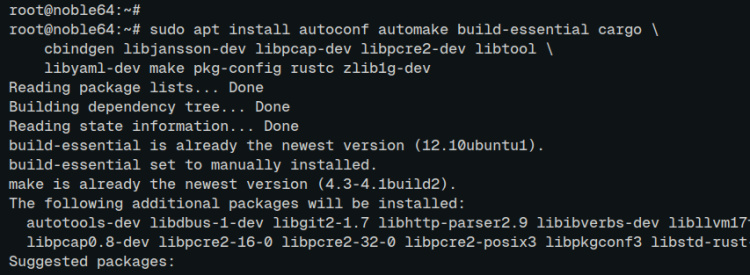 root@noble64:~#
root@noble64:~# sudo apt install autoconf automake build-essential cargo \
    cbindgen libjansson-dev libpcap-dev libpcre2-dev libtool \
    libyaml-dev make pkg-config rustc zlib1g-dev
Reading package lists... Done
Building dependency tree... Done
Reading state information... Done
build-essential is already the newest version (12.10ubuntu1).
build-essential set to manually installed.
make is already the newest version (4.3-4.1build2).
The following additional packages will be installed:
  autotools-dev libdbus-1-dev libgit2-1.7 libhttp-parser2.9 libibverbs-dev libllvm17
  libpcap0.8-dev libpcre2-16-0 libpcre2-32-0 libpcre2-posix3 libpkgconf3 libstd-rust-
Suggested packages: